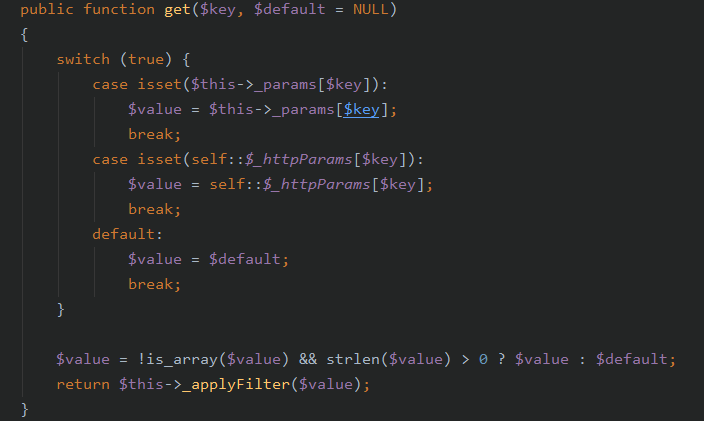 public function get($key, $default = NULL)
{
    switch (true) {
        case isset($this->_params[$key]):
            $value = $this->_params[$key];
            break;
        case isset(self::$_httpParams[$key]):
            $value = self::$_httpParams[$key];
            break;
        default:
            $value = $default;
            break;
    }

    $value = !is_array($value) && strlen($value) > 0 ? $value : $default;
    return $this->_applyFilter($value);
}